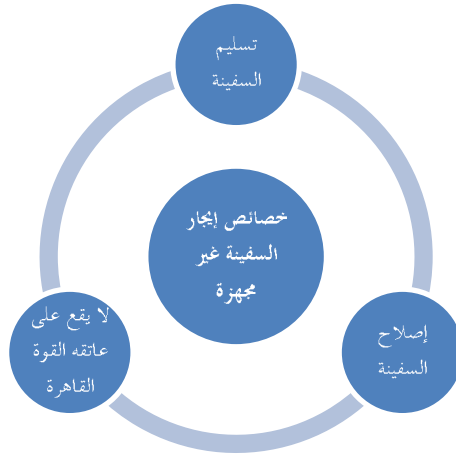 تسليم
السفينة
خصائص إيجار
السفينة غير
مجهزة
إصلاح
السفينة
لا يقع على
عاتقه القوة
القاهرة